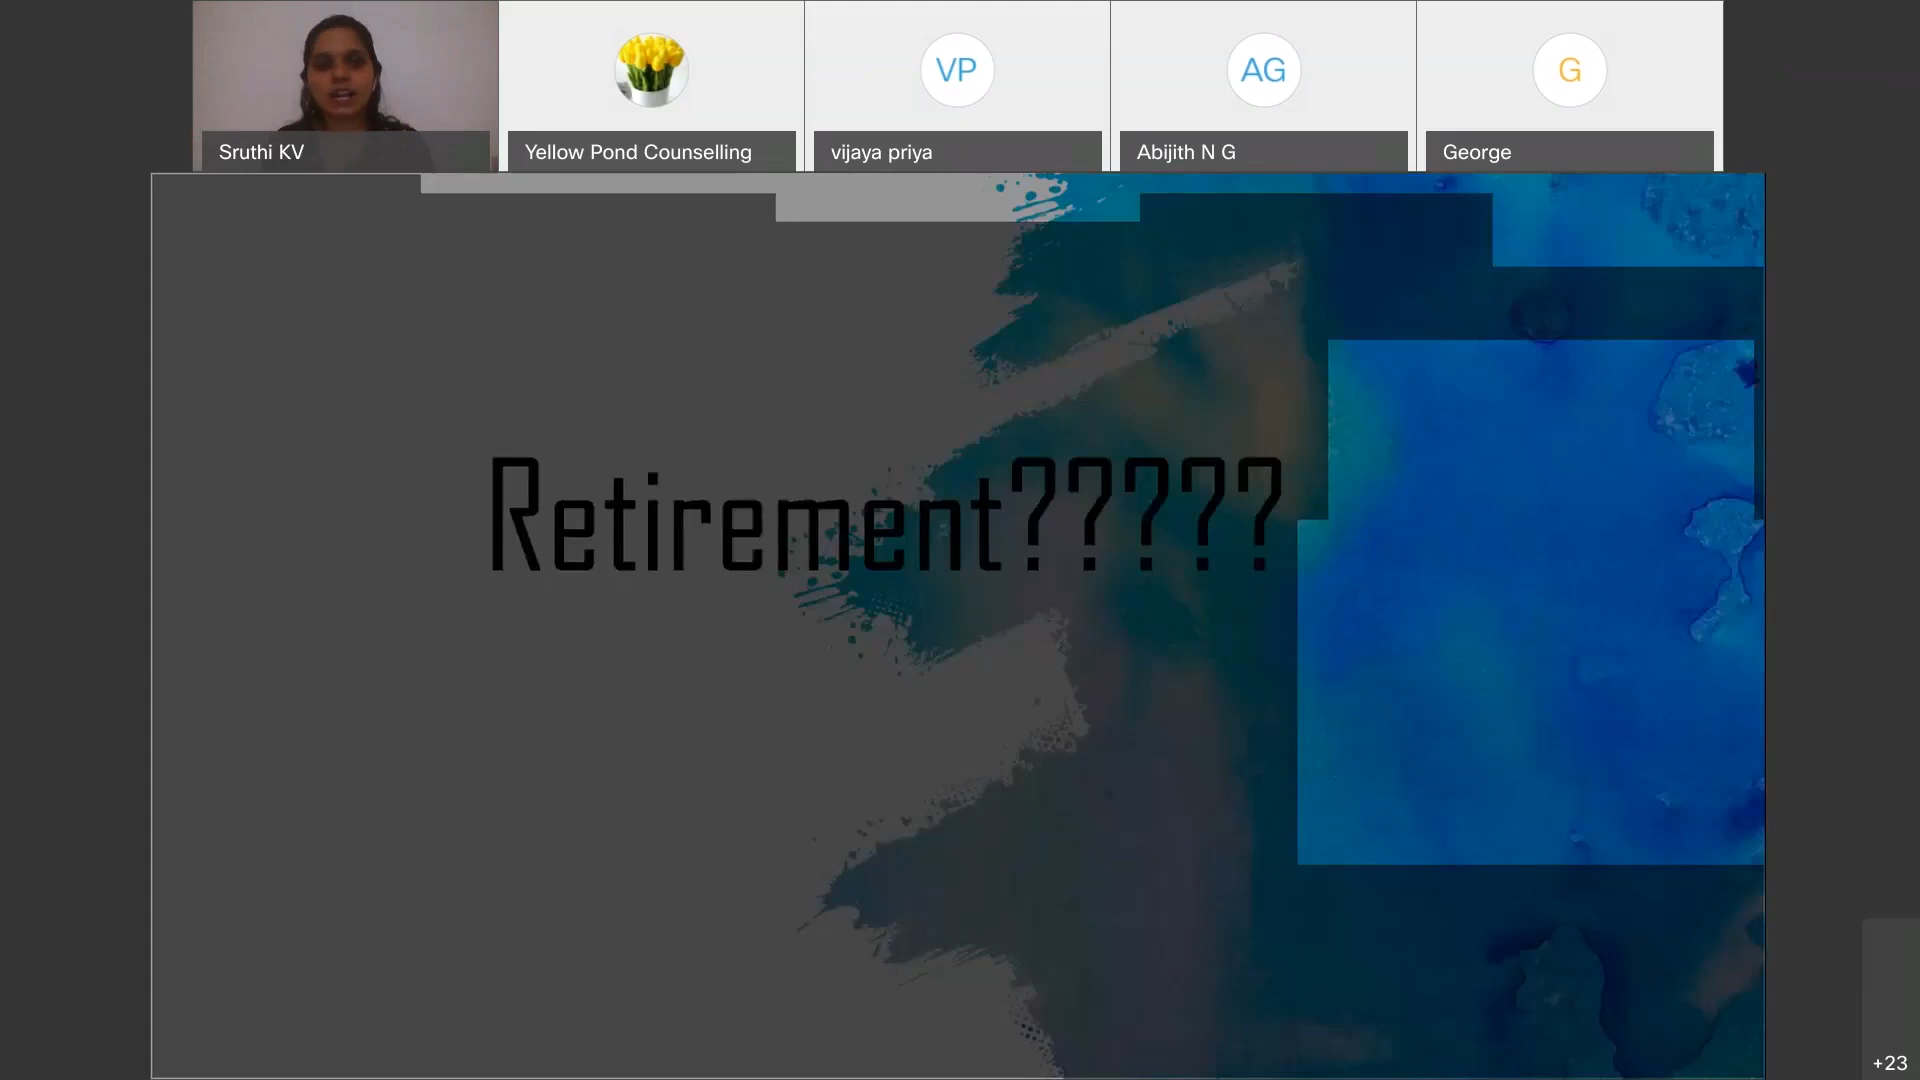 VP
AG
G
Sruthi KV
Yellow Pond Counselling
vijaya priya
Abijith N G
George
Retirement?????
+23